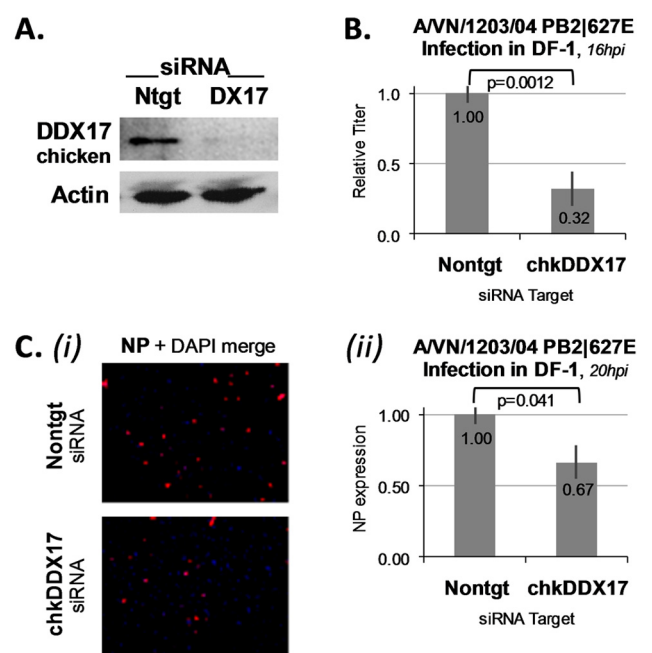 A.
___siRNA___
Ntgt DX17
DDX17
chicken
Actin
B.
A/VN/1203/04 PB2|627E
Infection in DF-1, 16hpi
p=0.0012
Relative Titer
1.0
0.5
0.0
1.00
0.32
Nontgt chkDDX17
siRNA Target
C. (i)
NP + DAPI merge
Nontgt
siRNA
chkDDX17
siRNA
(ii)
A/VN/1203/04 PB2|627E
Infection in DF-1, 20hpi
p=0.041
NP expression
1.00
0.50
0.00
1.00
0.67
Nontgt chkDDX17
siRNA Target